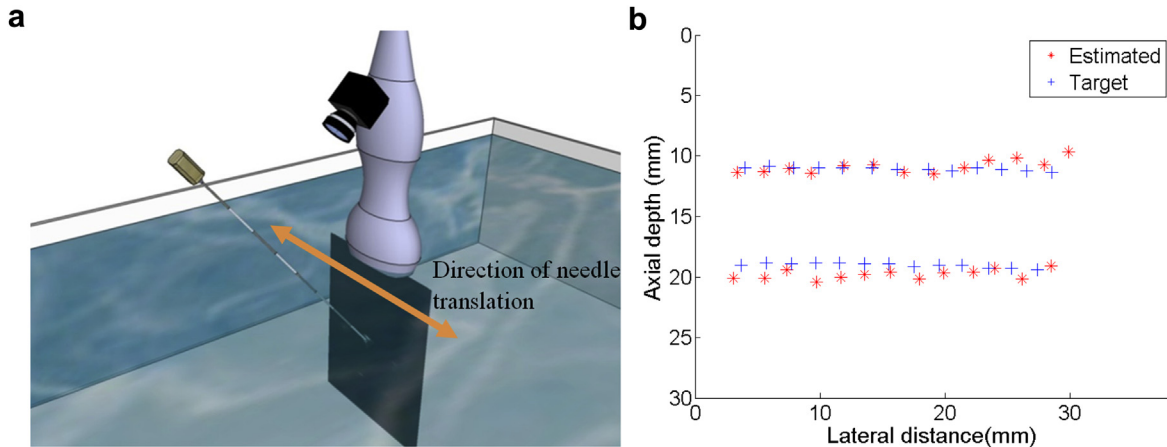 a
Direction of needle
translation
b
Estimated
Target
0
5
10
15
20
25
30
Axial depth (mm)
0
10
20
30
Lateral distance(mm)